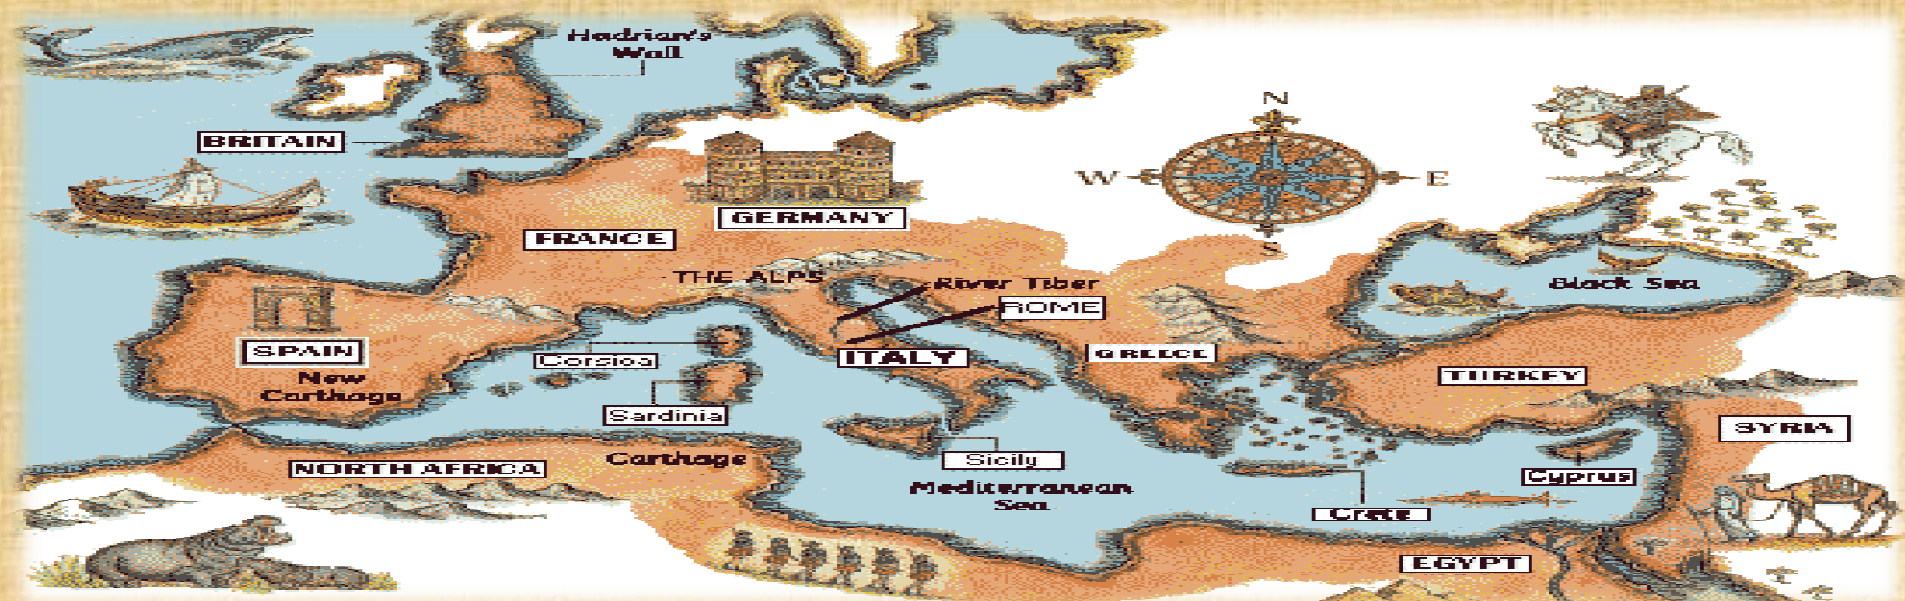 Hadrian's
Wall
N
BRITAIN
W
E
GERMANY
FRANCE
S
THE ALPS
River Tiber
Black Sea
ROME
SPAIN
Corsica
ITALY
GREECE
New
Carthage
TURKEY
Sardinia
SYRIA
NORTH AFRICA
Carthage
Sicily
Cyprus
Mediterranean
Sea
Crete
EGYPT